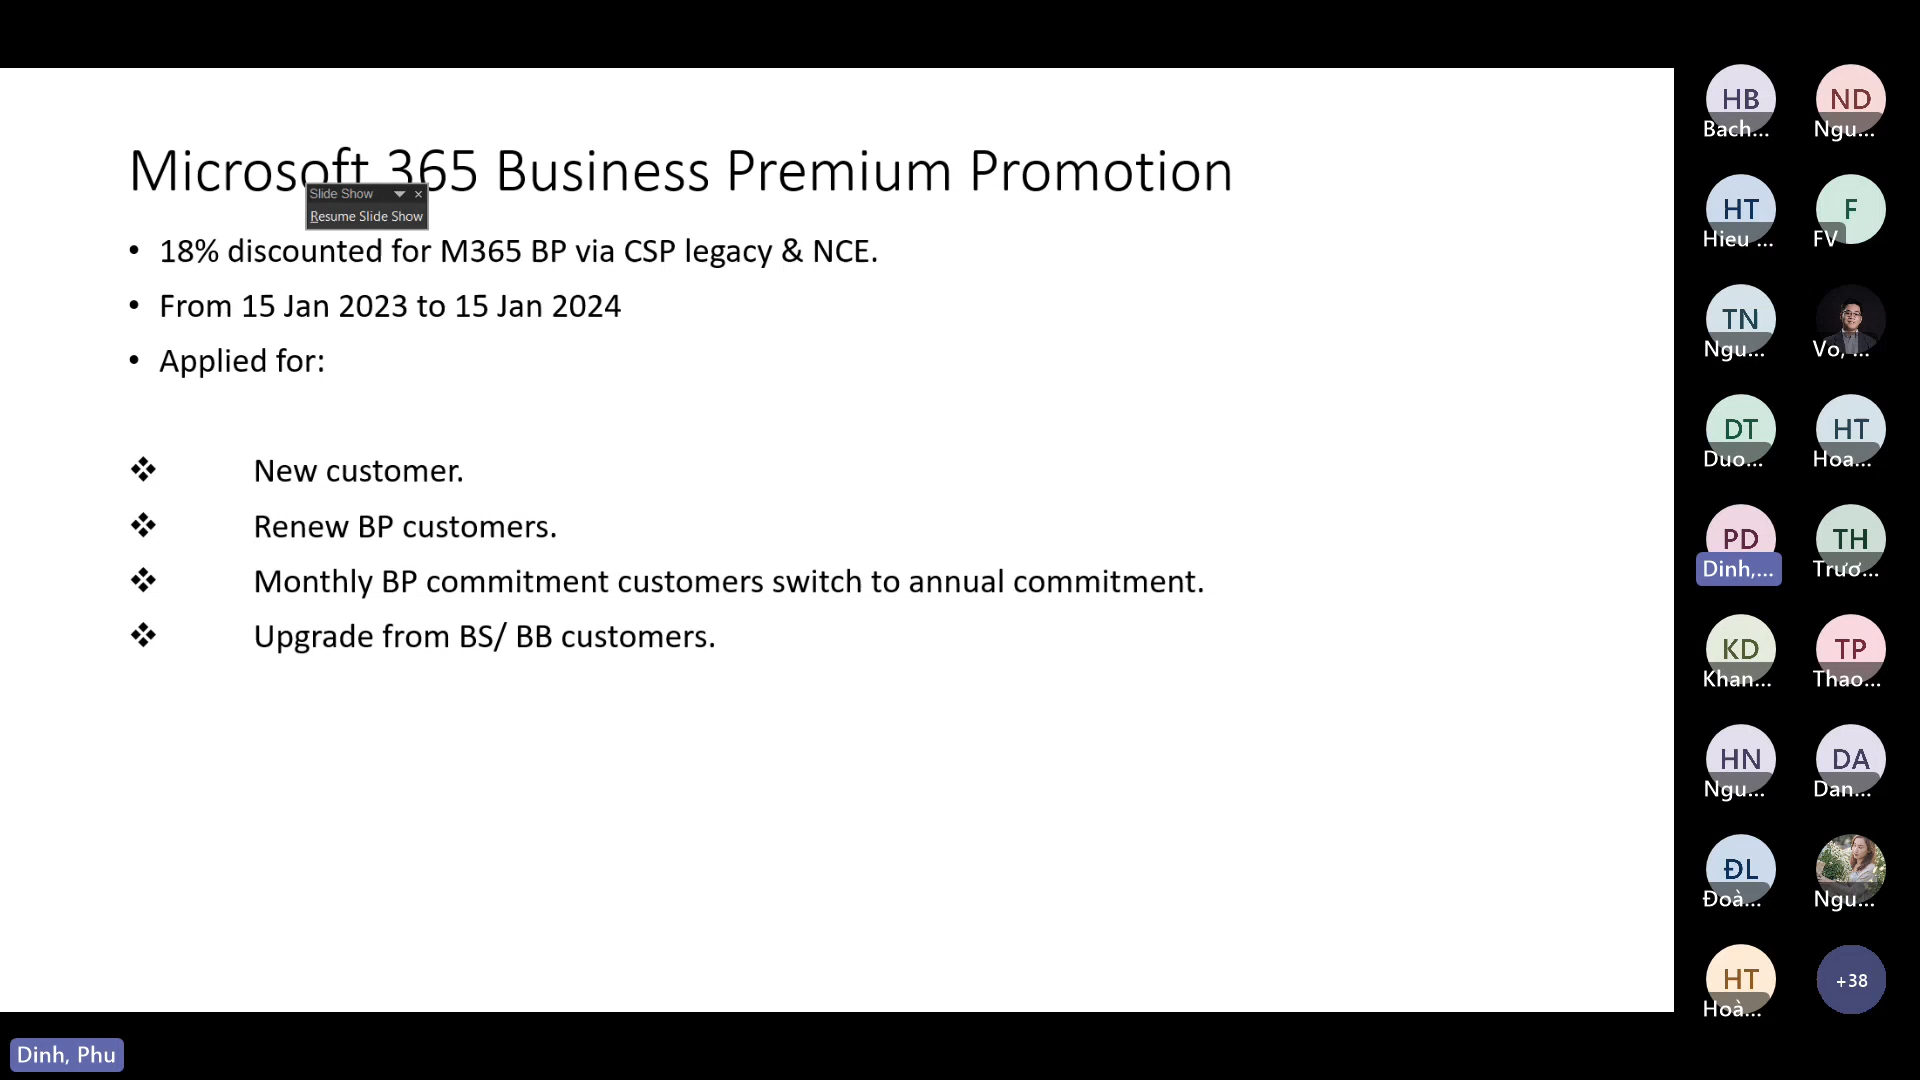 Microsoft 365 Business Premium Promotion
Slide Show
Resume Slide Show
• 18% discounted for M365 BP via CSP legacy & NCE.
• From 15 Jan 2023 to 15 Jan 2024
• Applied for:
❖ New customer.
❖ Renew BP customers.
❖ Monthly BP commitment customers switch to annual commitment.
❖ Upgrade from BS/ BB customers.
HB ND
Bach... Ngu...
HT F
Hieu ... FV
TN
Ngu... Vo, ...
DT HT
Duo... Hoa...
PD TH
Dinh,... Trươ...
KD TP
Khan... Thao...
HN DA
Ngu... Dan...
ĐL
Đoà... Ngu...
HT +38
Hoà...
Dinh, Phu